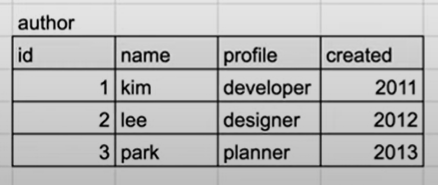 author
id name profile created
1 kim developer 2011
2 lee designer 2012
3 park planner 2013